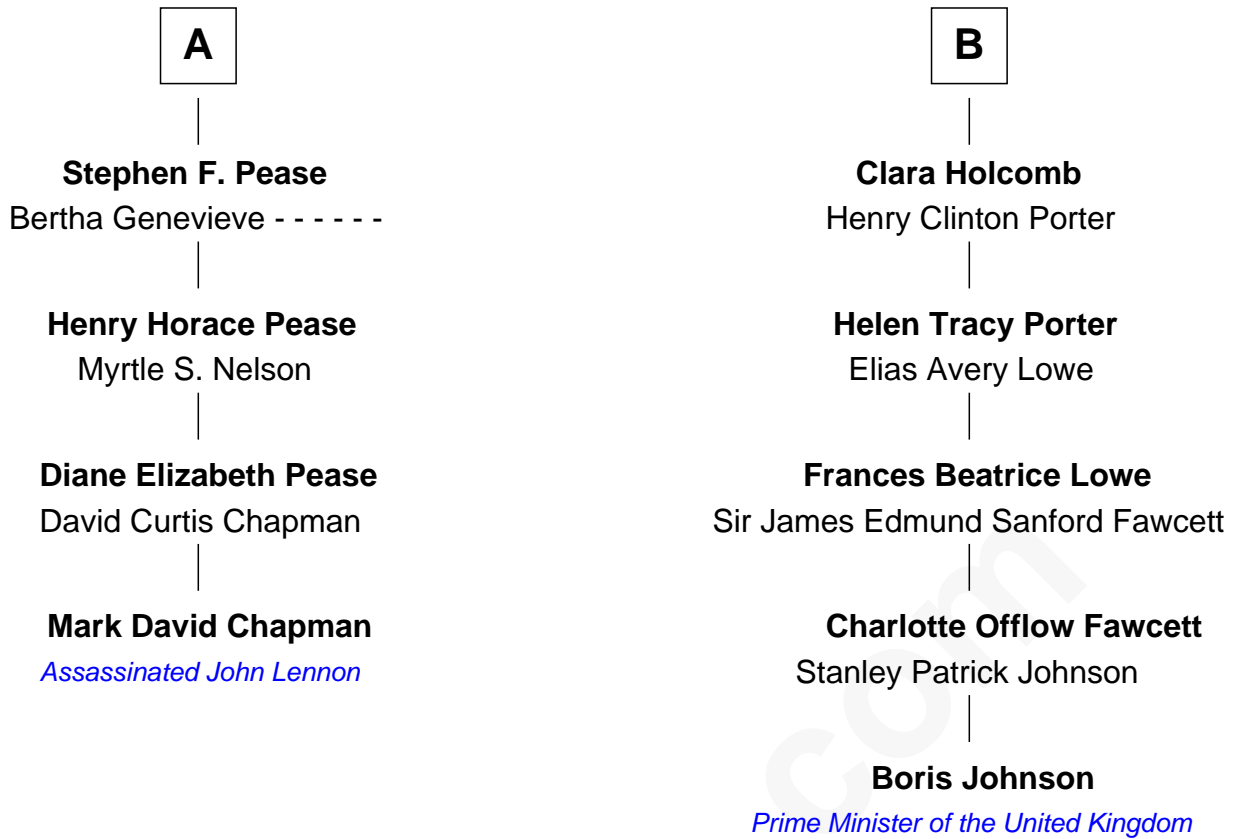 A
Stephen F. Pease
Bertha Genevieve - - - - - -
Henry Horace Pease
Myrtle S. Nelson
Diane Elizabeth Pease
David Curtis Chapman
Mark David Chapman
Assassinated John Lennon
B
Clara Holcomb
Henry Clinton Porter
Helen Tracy Porter
Elias Avery Lowe
Frances Beatrice Lowe
Sir James Edmund Sanford Fawcett
Charlotte Offlow Fawcett
Stanley Patrick Johnson
Boris Johnson
Prime Minister of the United Kingdom
com